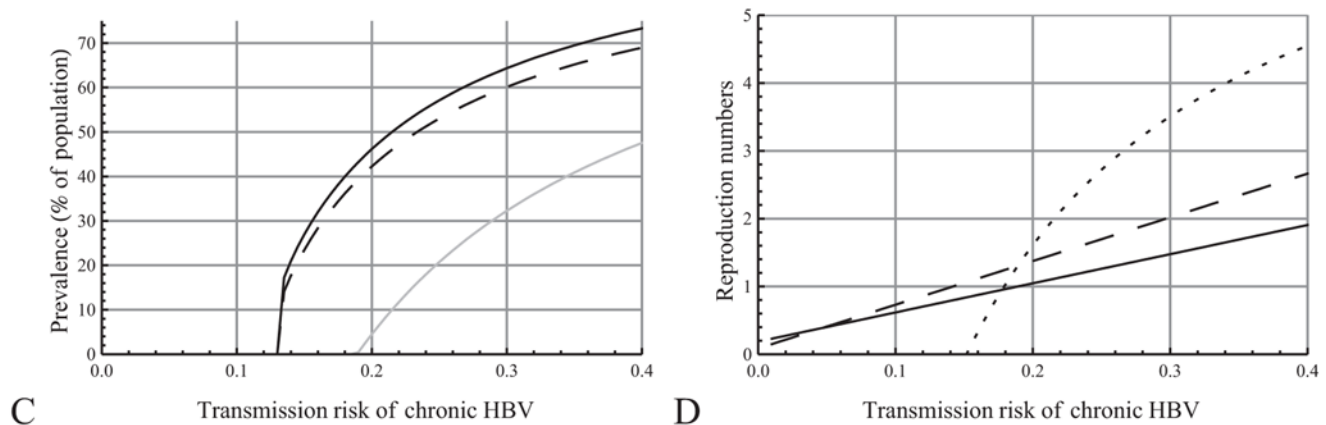 70
60
50
40
30
20
10
0
Prevalence (% of population)
0.0 0.1 0.2 0.3 0.4
Transmission risk of chronic HBV
C
5
4
3
2
1
0
Reproduction numbers
0.0 0.1 0.2 0.3 0.4
Transmission risk of chronic HBV
D